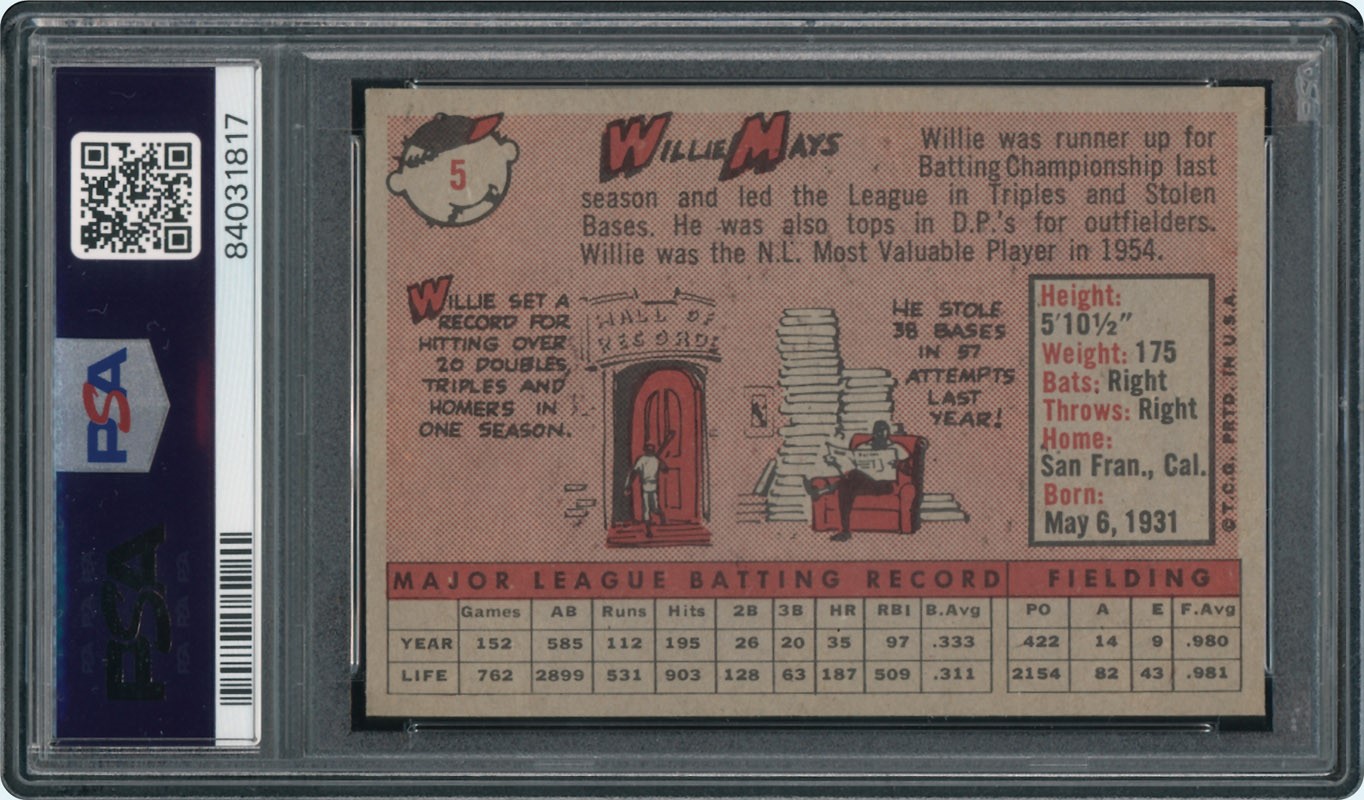 84031817
PSA
PSA
5
WILLIE MAYS
Willie was runner up for
Batting Championship last
season and led the League in Triples and Stolen
Bases. He was also tops in D.P.'s for outfielders.
Willie was the N.L. Most Valuable Player in 1954.
WILLIE SET A
RECORD FOR
HITTING OVER
20 DOUBLES,
TRIPLES AND
HOMERS IN
ONE SEASON.
HALL OF
RECORDS
HE STOLE
38 BASES
IN 57
ATTEMPTS
LAST
YEAR!
Height:
5'10½"
Weight: 175
Bats: Right
Throws: Right
Home:
San Fran., Cal.
Born:
May 6, 1931
©T.C.G. PRTD. IN U.S.A.
MAJOR LEAGUE BATTING RECORD FIELDING
Games AB Runs Hits 2B 3B HR RBI B.Avg PO A E F.Avg
YEAR 152 585 112 195 26 20 35 97 .333 422 14 9 .980
LIFE 762 2899 531 903 128 63 187 509 .311 2154 82 43 .981